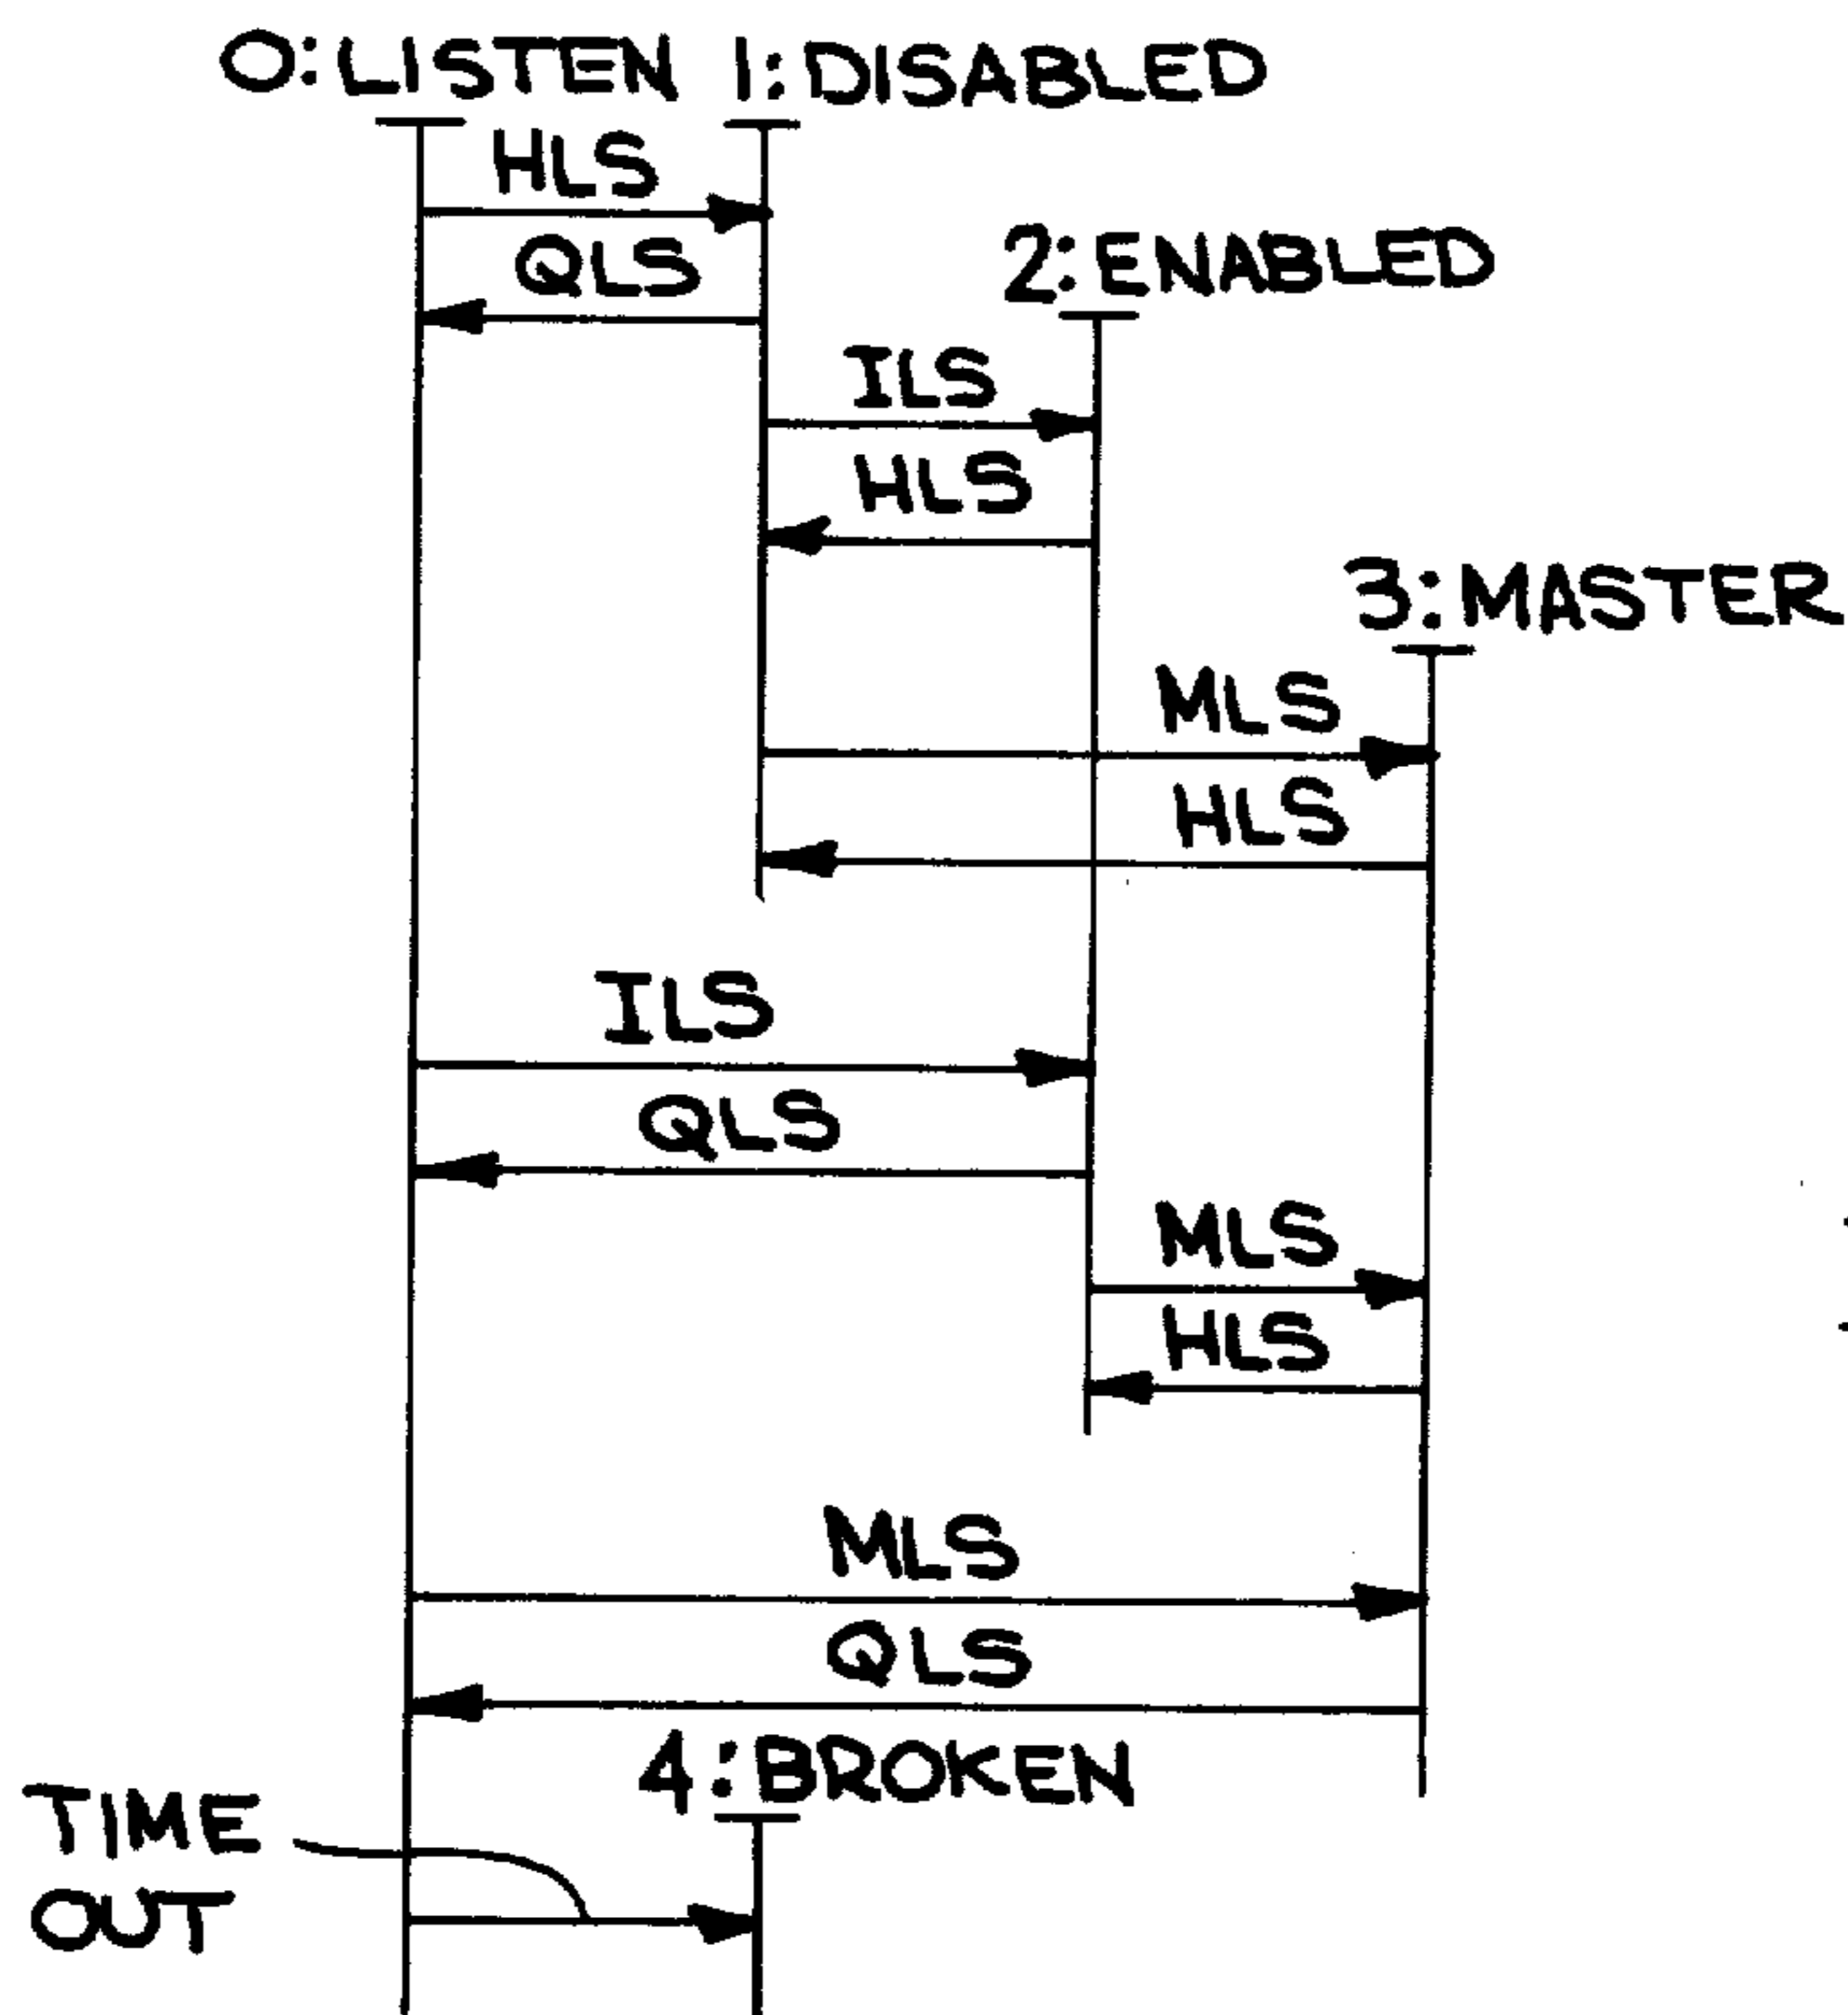 0:LISTEN 1:DISABLED
HLS
QLS
2:ENABLED
ILS
HLS
3:MASTER
MLS
HLS
ILS
QLS
MLS
HLS
MLS
QLS
4:BROKEN
TIME
OUT